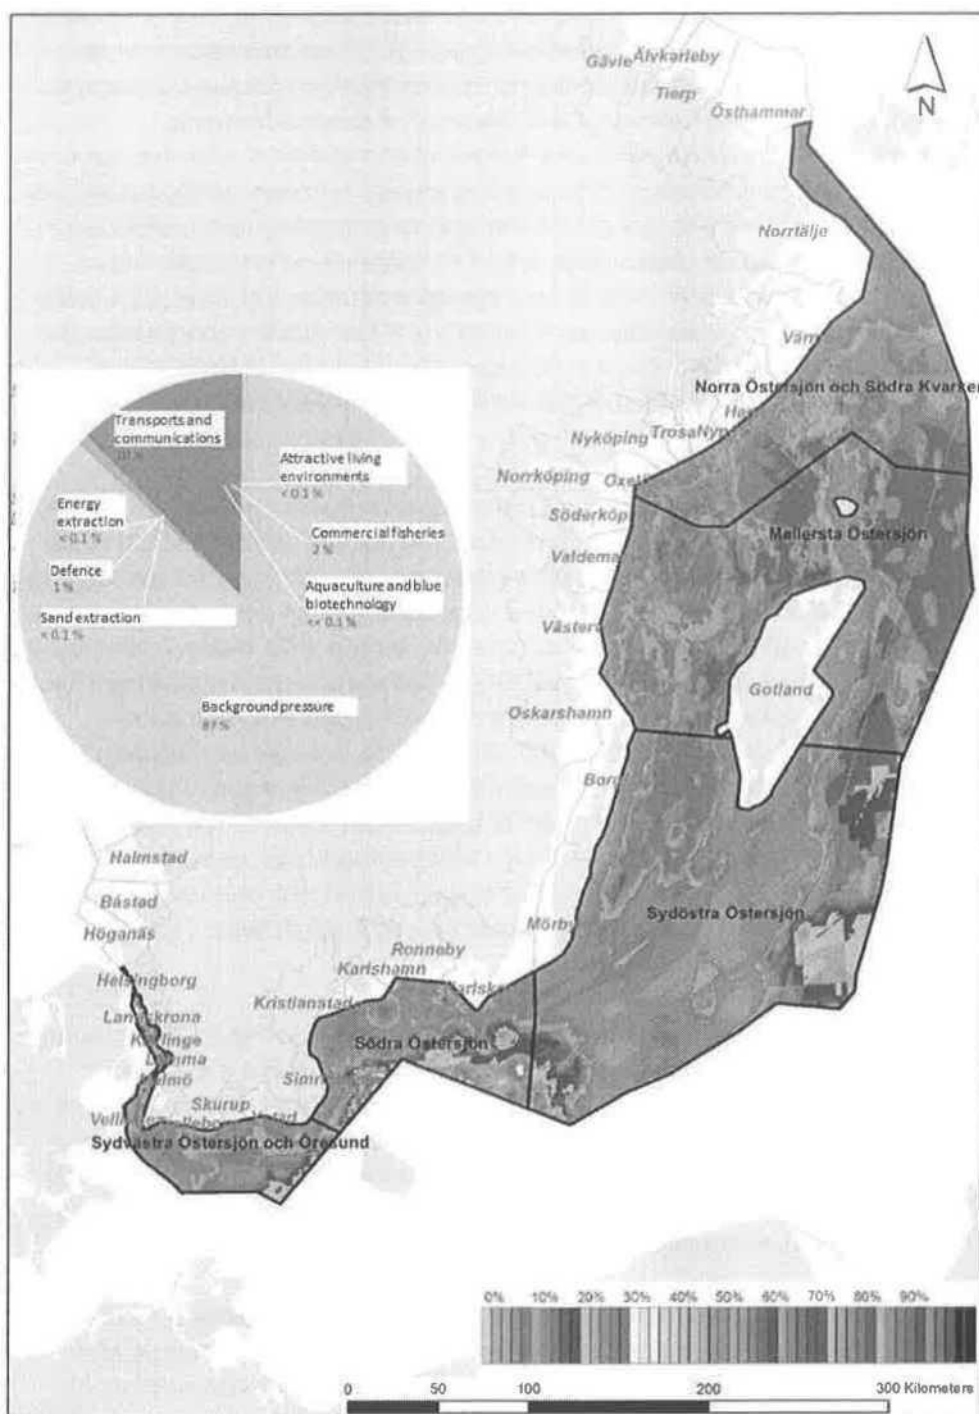 Gävle Älvkarleby
Tierp
Östhammar
N
Norrtälje
Norra Östersjön och Södra Kvarken
Nyköping
Norrköping
Mellersta Östersjön
Gotland
Oskarshamn
Transports and
communications
10 %
Attractive living
environments
< 0.1 %
Energy
extraction
< 0.1 %
Commercial fisheries
2 %
Defence
1 %
Aquaculture and blue
biotechnology
<< 0.1 %
Sand extraction
< 0.1 %
Background pressure
87 %
Halmstad
Båstad
Höganäs
Helsingborg
Landskrona
Sydöstra Östersjön
Ronneby
Karlshamn
Kristianstad
Södra Östersjön
Skurup
Sydvästra Östersjön och Öresund
0% 10% 20% 30% 40% 50% 60% 70% 80% 90%
0 50 100 200 300 Kilometers